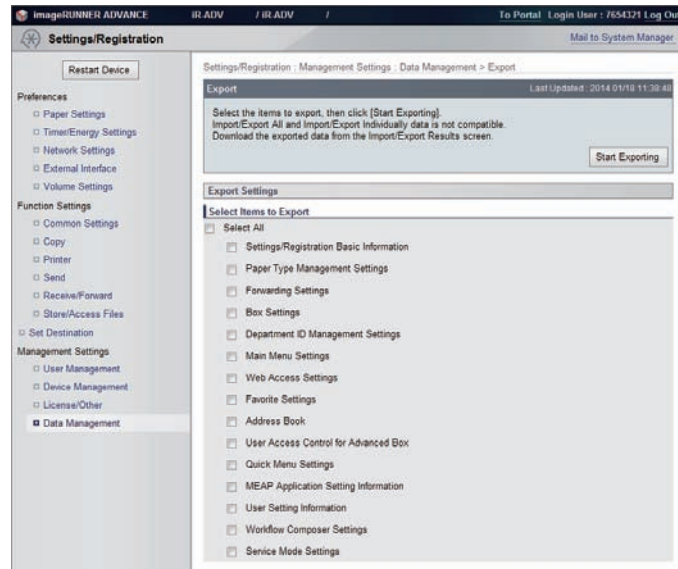 imageRUNNER ADVANCE iR-ADV / iR-ADV / To Portal Login User : 7654321 Log Ou
Settings/Registration Mail to System Manager
Restart Device
Preferences
Paper Settings
Timer/Energy Settings
Network Settings
External Interface
Volume Settings
Function Settings
Common Settings
Copy
Printer
Send
Receive/Forward
Store/Access Files
Set Destination
Management Settings
User Management
Device Management
License/Other
Data Management
Settings/Registration : Management Settings : Data Management > Export
Export Last Updated : 2014 01/18 11:38:48
Select the items to export, then click [Start Exporting].
Import/Export All and Import/Export Individually data is not compatible.
Download the exported data from the Import/Export Results screen.
Start Exporting
Export Settings
Select Items to Export
Select All
Settings/Registration Basic Information
Paper Type Management Settings
Forwarding Settings
Box Settings
Department ID Management Settings
Main Menu Settings
Web Access Settings
Favorite Settings
Address Book
User Access Control for Advanced Box
Quick Menu Settings
MEAP Application Setting Information
User Setting Information
Workflow Composer Settings
Service Mode Settings